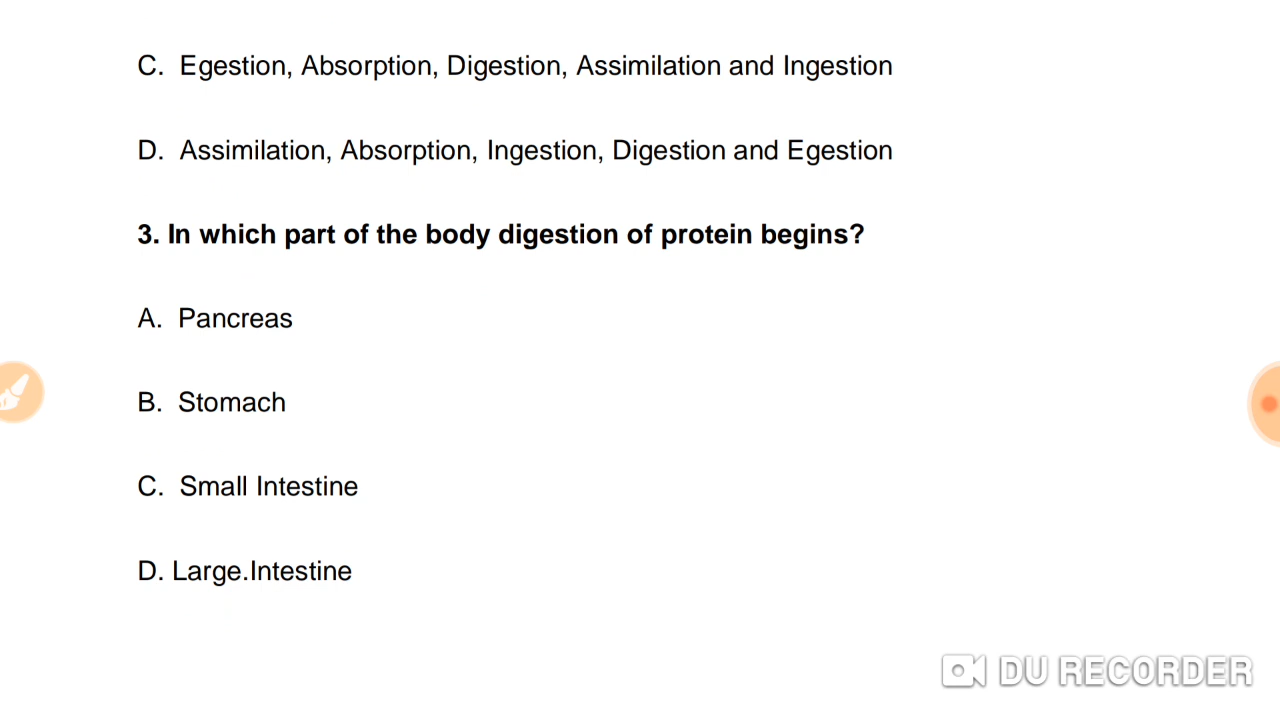 C. Egestion, Absorption, Digestion, Assimilation and Ingestion
D. Assimilation, Absorption, Ingestion, Digestion and Egestion
3. In which part of the body digestion of protein begins?
A. Pancreas
B. Stomach
C. Small Intestine
D. Large.Intestine
DU RECORDER